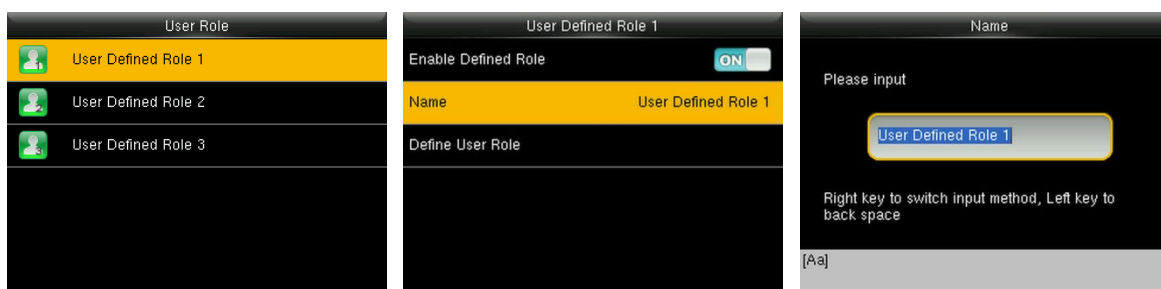 User Role
User Defined Role 1
User Defined Role 2
User Defined Role 3
User Defined Role 1
Enable Defined Role ON
Name User Defined Role 1
Define User Role
Name
Please input
User Defined Role 1
Right key to switch input method, Left key to
back space
[Aa]